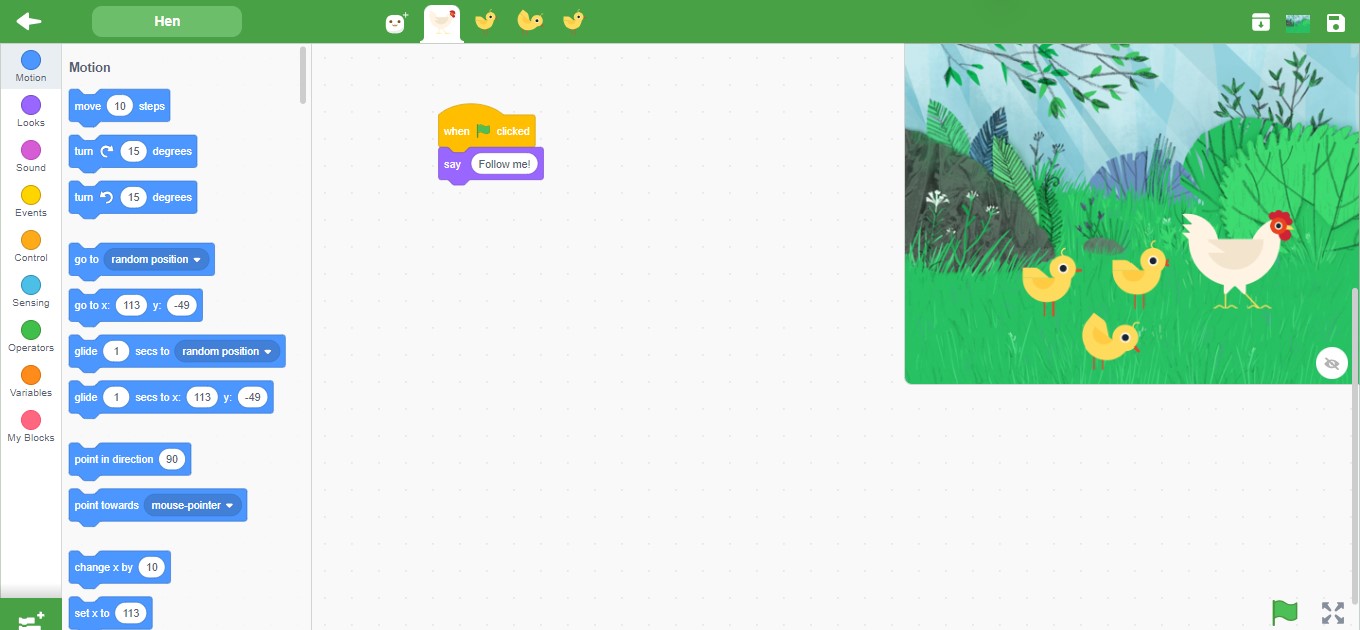 Hen
Motion
Looks
Sound
Events
Control
Sensing
Operators
Variables
My Blocks
Motion
move 10 steps
turn 15 degrees
turn 15 degrees
go to random position
go to x: 113 y: -49
glide 1 secs to random position
glide 1 secs to x: 113 y: -49
point in direction 90
point towards mouse-pointer
change x by 10
set x to 113
when clicked
say Follow me!